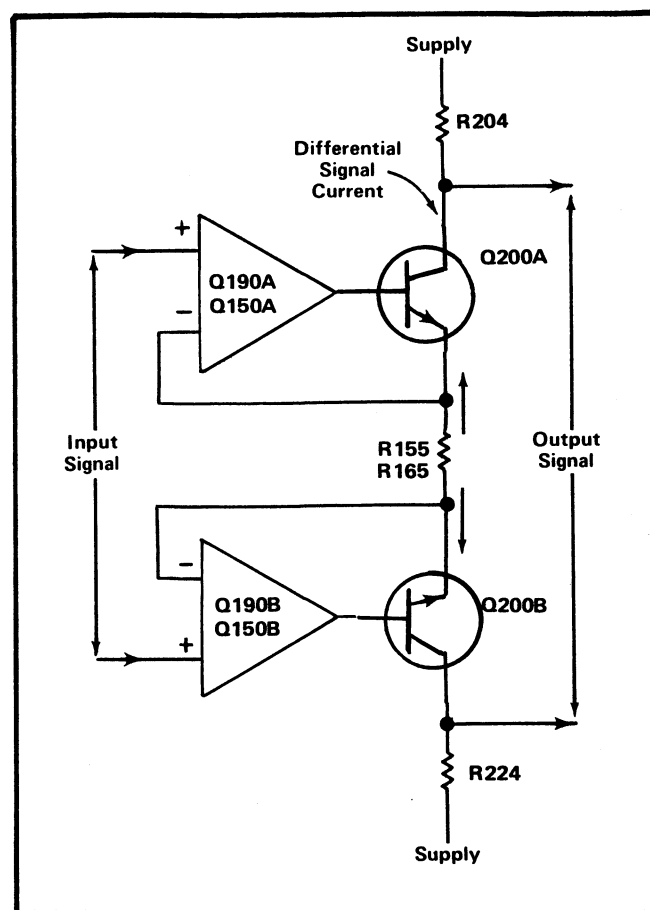 Supply
R204
Differential
Signal
Current
Q200A
+
Q190A
Q150A
-
Input
Signal
R155
R165
Output
Signal
-
Q190B
Q150B
+
Q200B
R224
Supply